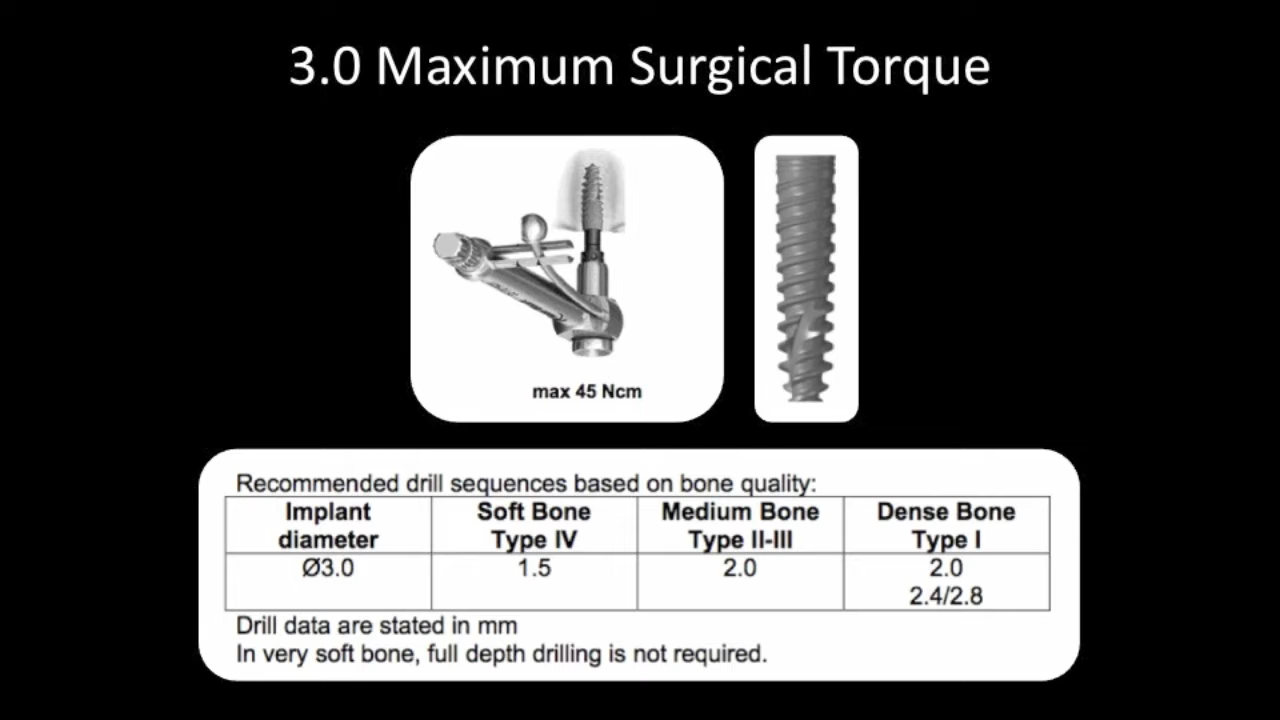 3.0 Maximum Surgical Torque
max 45 Ncm
Recommended drill sequences based on bone quality:
Implant diameter Soft Bone Type IV Medium Bone Type II-III Dense Bone Type I
Ø3.0 1.5 2.0 2.0
2.4/2.8
Drill data are stated in mm
In very soft bone, full depth drilling is not required.